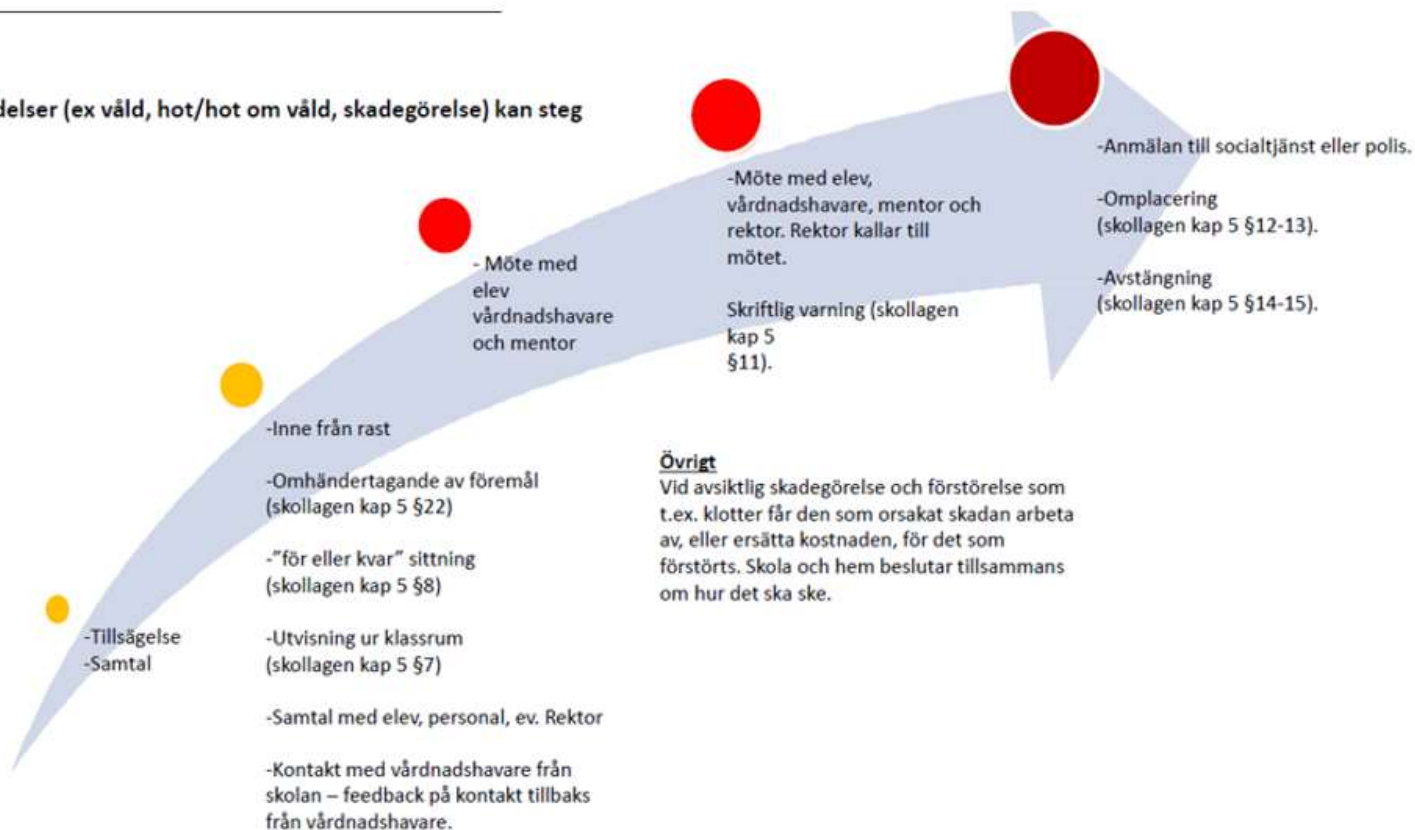 delser (ex våld, hot/hot om våld, skadegörelse) kan steg
-Tillsägelse
-Samtal
-Inne från rast
-Omhändertagande av föremål
(skollagen kap 5 §22)
-”för eller kvar” sittning
(skollagen kap 5 §8)
-Utvisning ur klassrum
(skollagen kap 5 §7)
-Samtal med elev, personal, ev. Rektor
-Kontakt med vårdnadshavare från
skolan – feedback på kontakt tillbaks
från vårdnadshavare.
- Möte med
elev
vårdnadshavare
och mentor
-Möte med elev,
vårdnadshavare, mentor och
rektor. Rektor kallar till
mötet.
Skriftlig varning (skollagen
kap 5
§11).
-Anmälan till socialtjänst eller polis.
-Omplacering
(skollagen kap 5 §12-13).
-Avstängning
(skollagen kap 5 §14-15).
Övrigt
Vid avsiktlig skadegörelse och förstörelse som
t.ex. klotter får den som orsakat skadan arbeta
av, eller ersätta kostnaden, för det som
förstörts. Skola och hem beslutar tillsammans
om hur det ska ske.